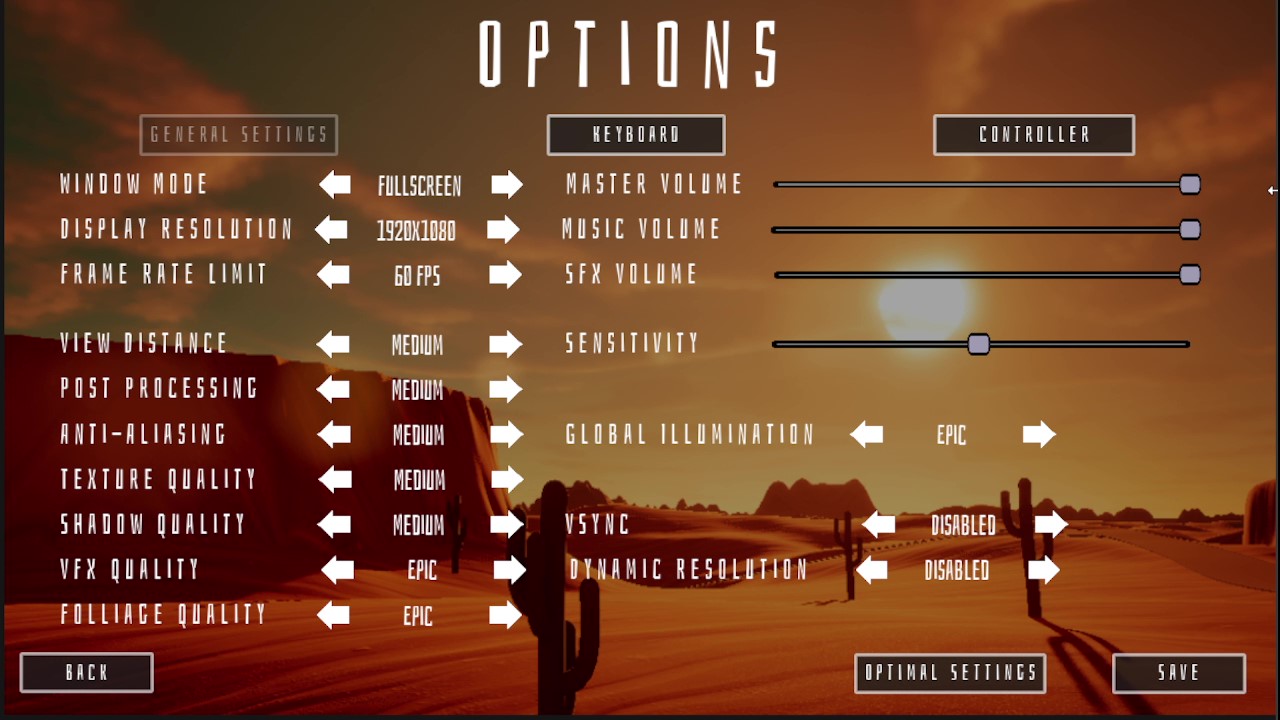 OPTIONS
GENERAL SETTINGS
KEYBOARD
CONTROLLER
WINDOW MODE FULLSCREEN
MASTER VOLUME
DISPLAY RESOLUTION 1920X1080
MUSIC VOLUME
FRAME RATE LIMIT 60 FPS
SFX VOLUME
VIEW DISTANCE MEDIUM
SENSITIVITY
POST PROCESSING MEDIUM
ANTI-ALIASING MEDIUM
GLOBAL ILLUMINATION EPIC
TEXTURE QUALITY MEDIUM
SHADOW QUALITY MEDIUM
VSYNC DISABLED
VFX QUALITY EPIC
DYNAMIC RESOLUTION DISABLED
FOLLIAGE QUALITY EPIC
BACK
OPTIMAL SETTINGS
SAVE